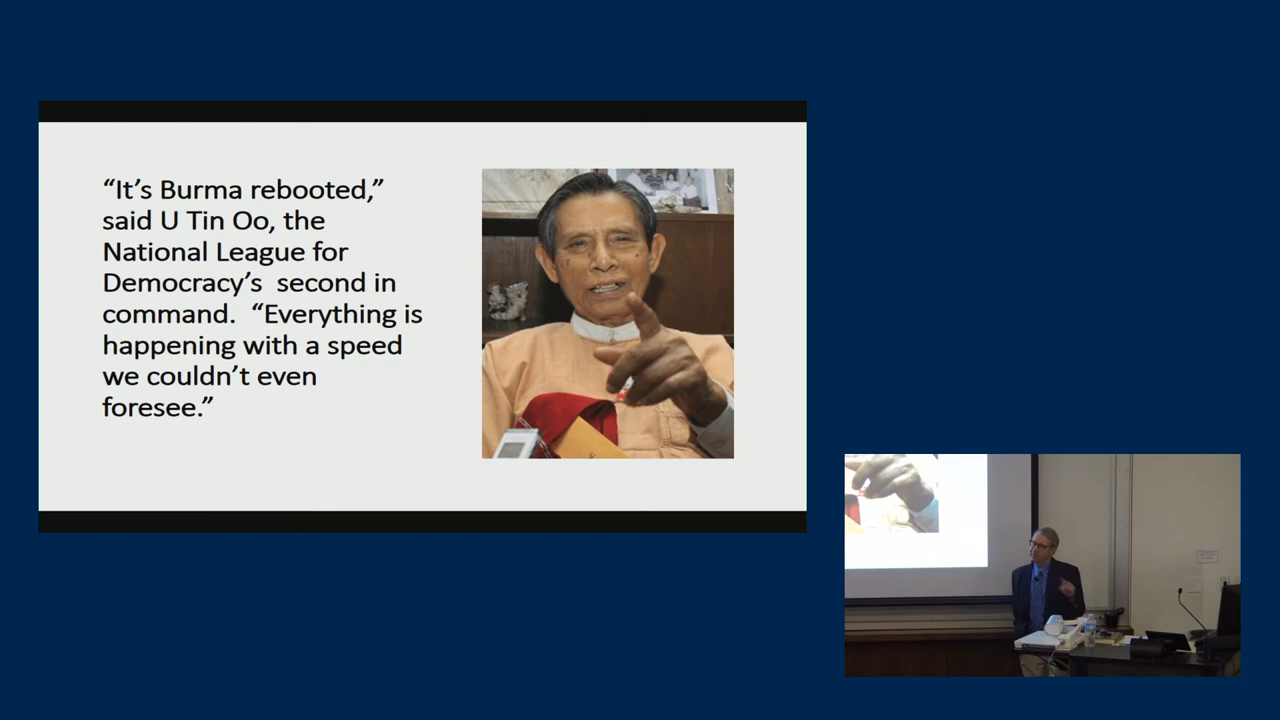 “It’s Burma rebooted,”
said U Tin Oo, the
National League for
Democracy’s  second in
command.  “Everything is
happening with a speed
we couldn’t even
foresee.”